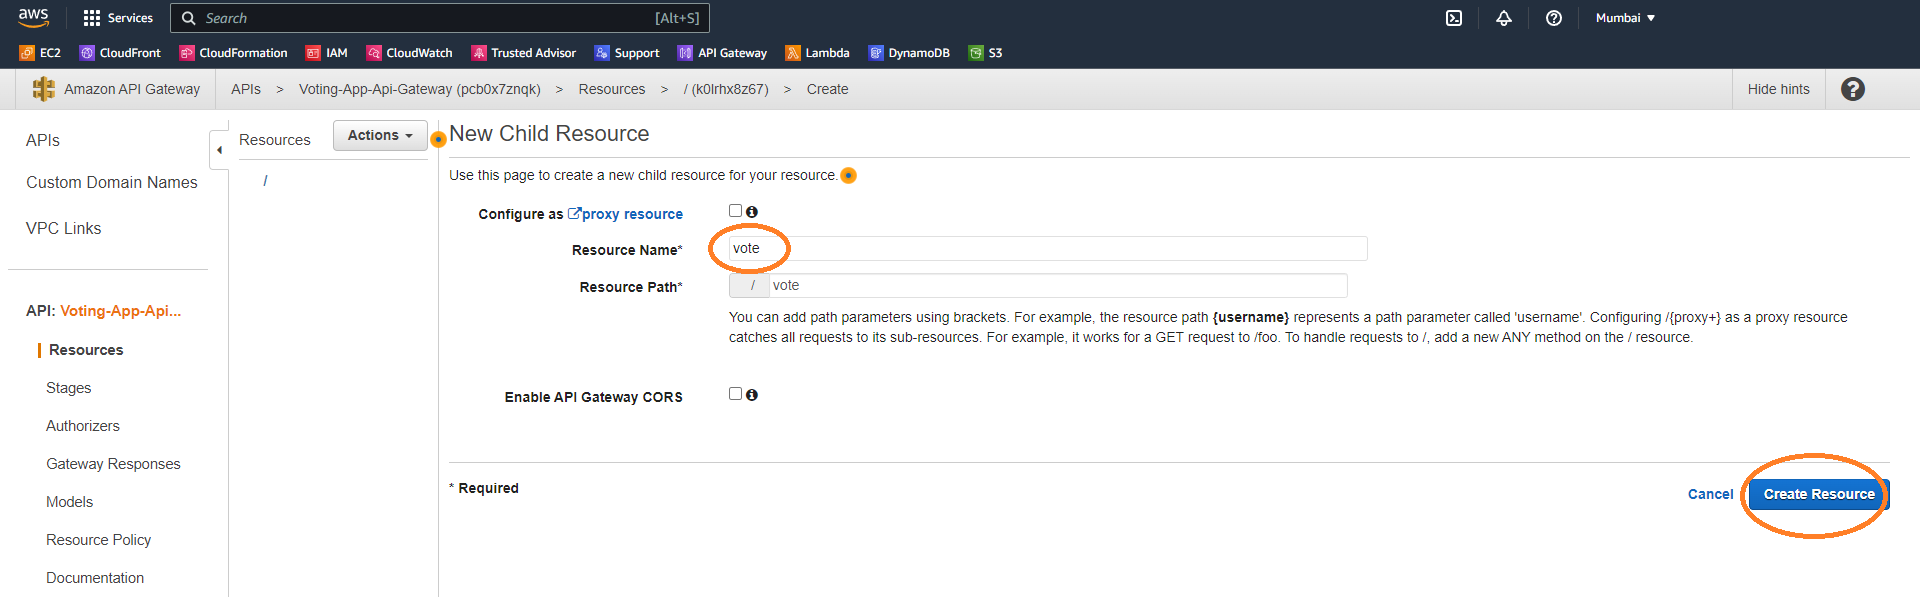 aws Services Search [Alt+S] Mumbai
EC2 CloudFront CloudFormation IAM CloudWatch Trusted Advisor Support API Gateway Lambda DynamoDB S3
Amazon API Gateway APIs > Voting-App-Api-Gateway (pcb0x7znqk) > Resources > / (k0lrhx8z67) > Create Hide hints
APIs
Custom Domain Names
VPC Links
API: Voting-App-Api...
Resources
Stages
Authorizers
Gateway Responses
Models
Resource Policy
Documentation
Resources Actions
/
New Child Resource
Use this page to create a new child resource for your resource.
Configure as proxy resource
Resource Name* vote
Resource Path* / vote
You can add path parameters using brackets. For example, the resource path {username} represents a path parameter called 'username'. Configuring /{proxy+} as a proxy resource
catches all requests to its sub-resources. For example, it works for a GET request to /foo. To handle requests to /, add a new ANY method on the / resource.
Enable API Gateway CORS
* Required
Cancel Create Resource